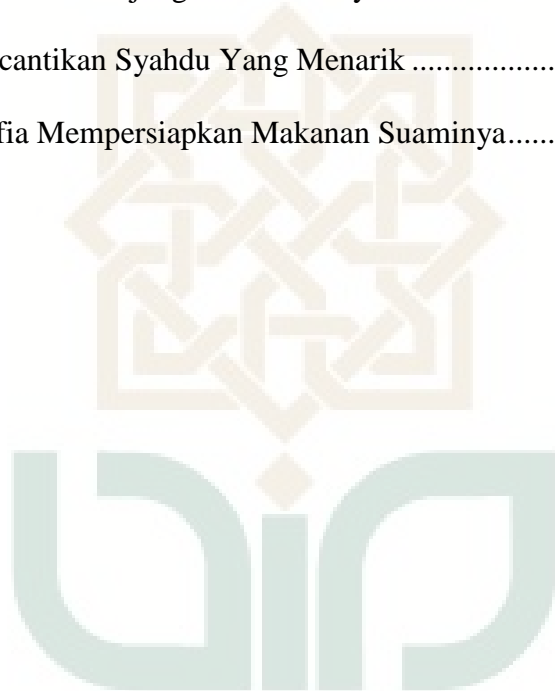 cantikan Syahdu Yang Menarik ..................
fia Mempersiapkan Makanan Suaminya......